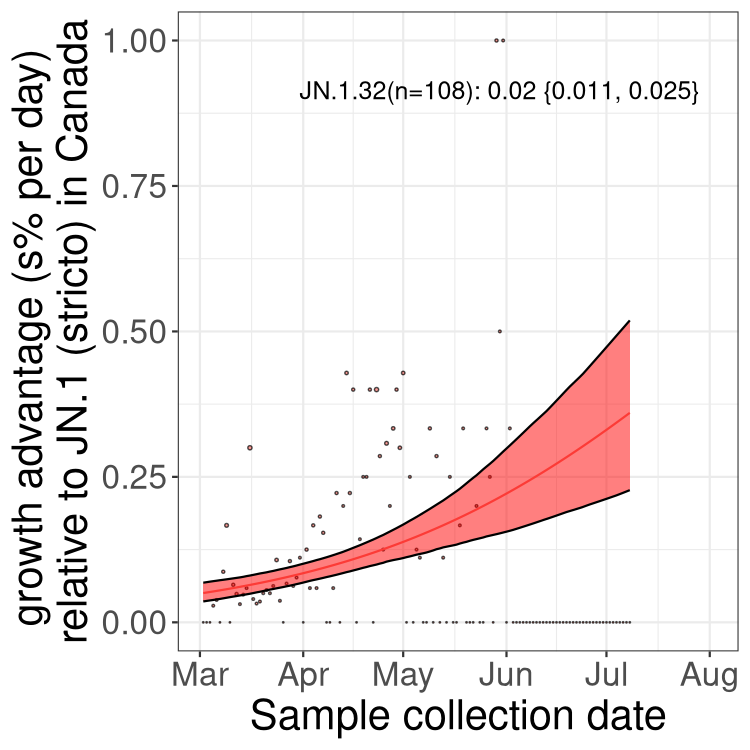 growth advantage (s% per day)
relative to JN.1 (stricto) in Canada
1.00
0.75
0.50
0.25
0.00
JN.1.32(n=108): 0.02 {0.011, 0.025}
Mar Apr May Jun Jul Aug
Sample collection date